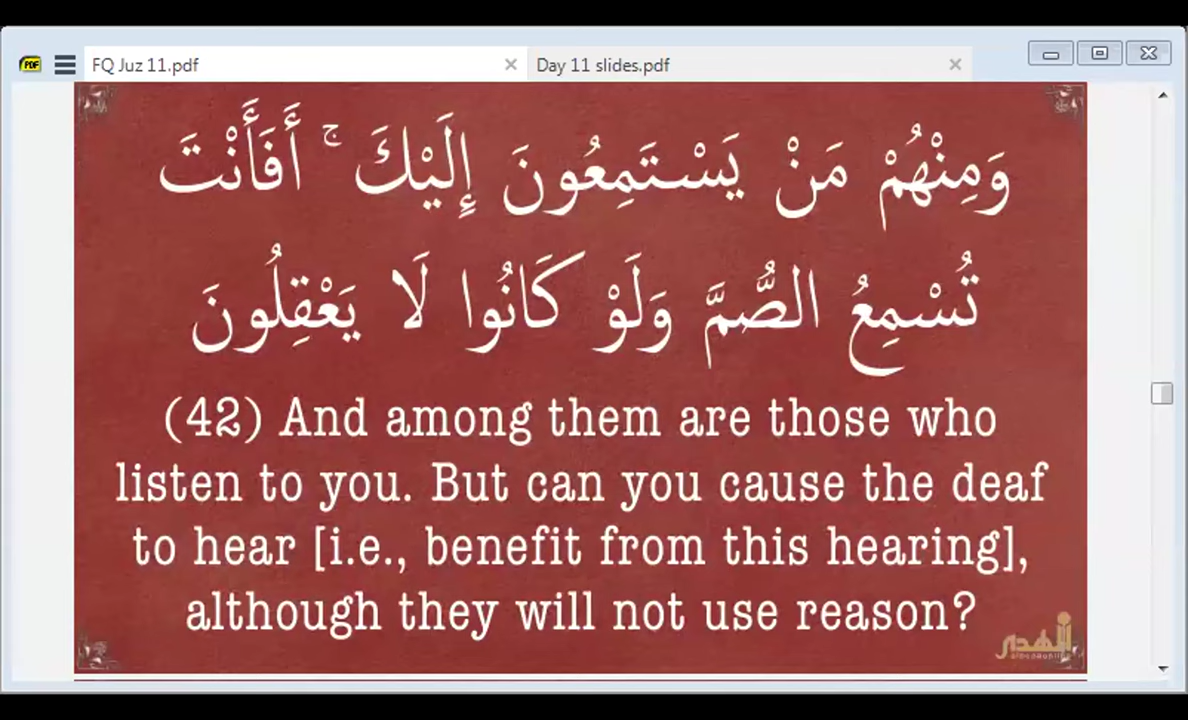 FQ Juz 11.pdf
Day 11 slides.pdf
وَمِنْهُمْ مَنْ يَسْتَمِعُونَ إِلَيْكَ ۚ أَفَأَنْتَ
تُسْمِعُ الصُّمَّ وَلَوْ كَانُوا لَا يَعْقِلُونَ
(42) And among them are those who
listen to you. But can you cause the deaf
to hear [i.e., benefit from this hearing],
although they will not use reason?
الهدى